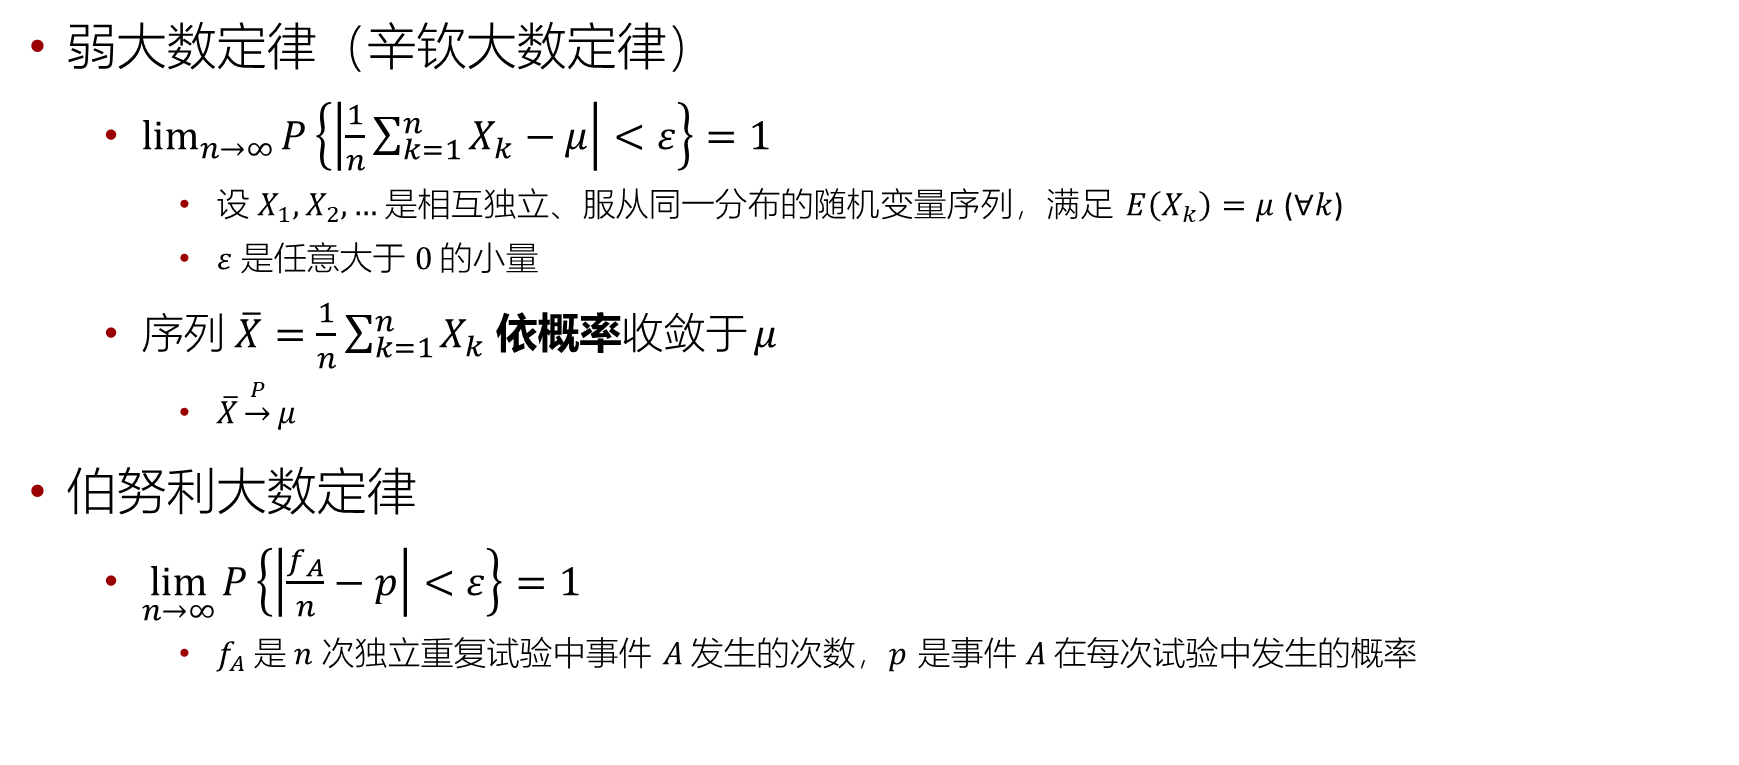 • 弱大数定律（辛钦大数定律）
• lim_{n→∞} P{|1/n ∑_{k=1}^{n} X_k − μ| < ε} = 1
• 设 X_1, X_2, … 是相互独立、服从同一分布的随机变量序列，满足 E(X_k) = μ (∀k)
• ε 是任意大于 0 的小量
• 序列 X̄ = 1/n ∑_{k=1}^{n} X_k 依概率收敛于 μ
• X̄ →^P μ
• 伯努利大数定律
• lim_{n→∞} P{|f_A/n − p| < ε} = 1
• f_A 是 n 次独立重复试验中事件 A 发生的次数，p 是事件 A 在每次试验中发生的概率